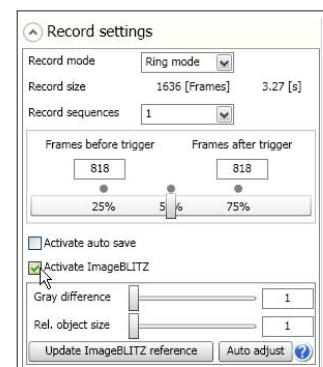 Record settings
Record mode Ring mode
Record size 1636 [Frames] 3.27 [s]
Record sequences 1
Frames before trigger Frames after trigger
818 818
25% 50% 75%
Activate auto save
Activate ImageBLITZ
Gray difference 1
Rel. object size 1
Update ImageBLITZ reference Auto adjust ?